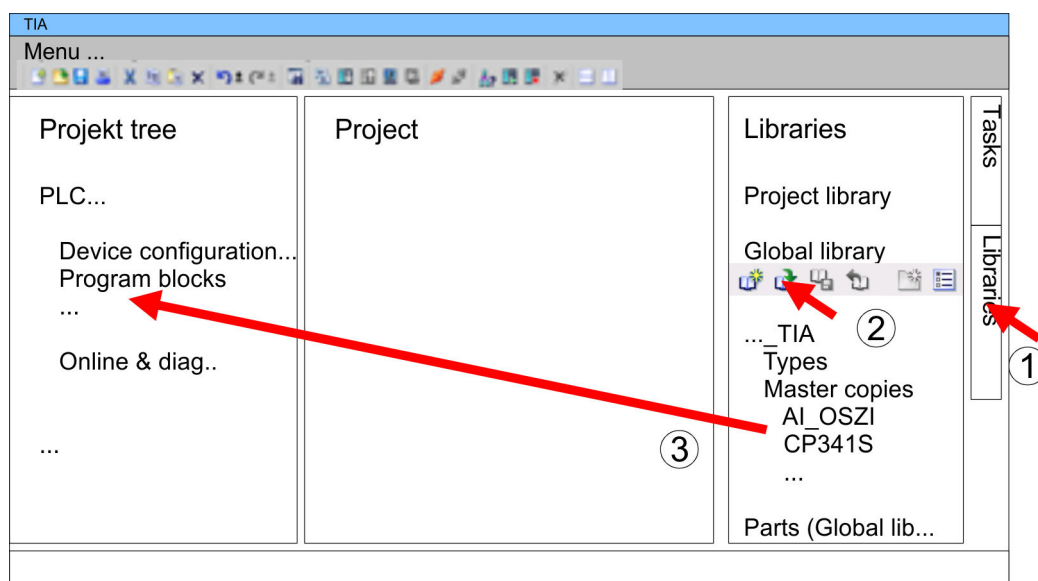 TIA
Menu ...
Projekt tree
PLC...
Device configuration...
Program blocks
...
Online & diag..
...
Project
③
Libraries
Project library
Global library
②
..._TIA
Types
Master copies
AI_OSZI
CP341S
...
Parts (Global lib...
Tasks
Libraries
①